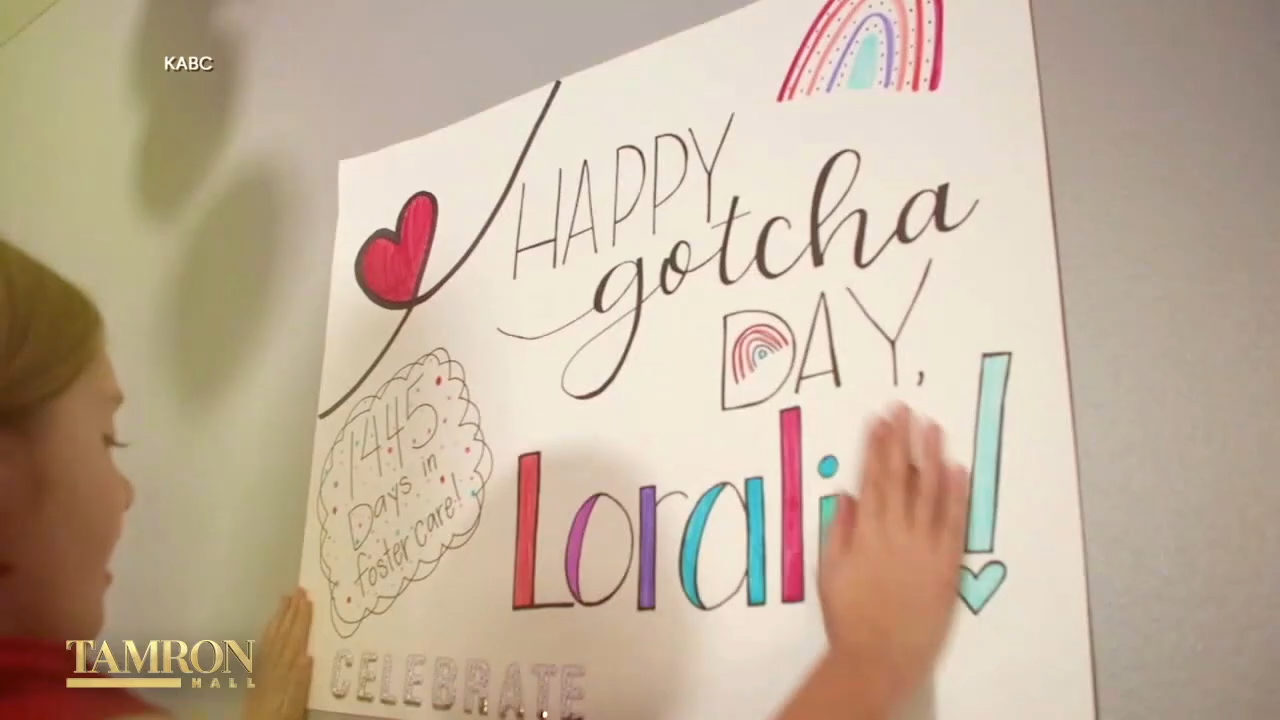 KABC
HAPPY
gotcha
DAY,
Lorali !
1445
Days in
foster care!
CELEBRATE
TAMRON
HALL